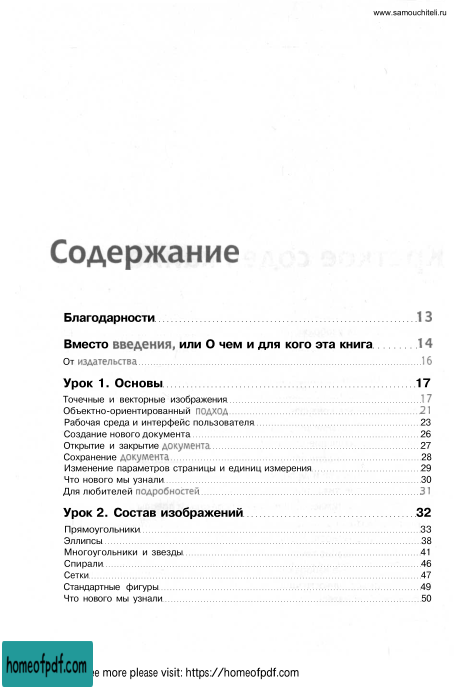 www.samouchiteli.ru
Содержание
Благодарности 13
Вместо введения, или О чем и для кого эта книга 14
От издательства 16
Урок 1. Основы 17
Точечные и векторные изображения 17
Объектно-ориентированный подход 21
Рабочая среда и интерфейс пользователя 23
Создание нового документа 26
Открытие и закрытие документа 27
Сохранение документа 28
Изменение параметров страницы и единиц измерения 29
Что нового мы узнали 30
Для любителей подробностей 31
Урок 2. Состав изображений 32
Прямоугольники 33
Эллипсы 38
Многоугольники и звезды 41
Спирали 46
Сетки 47
Стандартные фигуры 49
Что нового мы узнали 50
homeofpdf.com
ee more please visit: https://homeofpdf.com